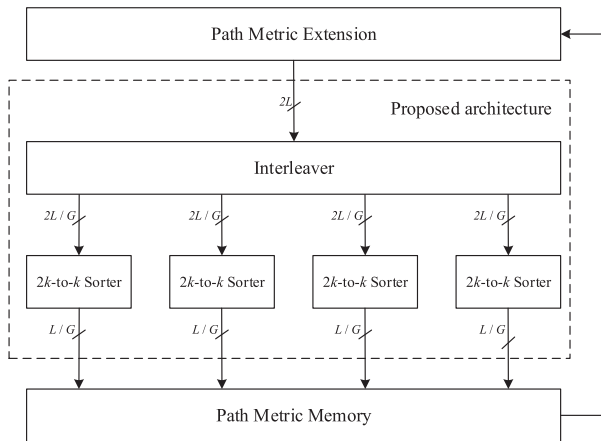 Path Metric Extension
2L
Proposed architecture
Interleaver
2L / G 2L / G 2L / G 2L / G
2k-to-k Sorter 2k-to-k Sorter 2k-to-k Sorter 2k-to-k Sorter
L / G L / G L / G L / G
Path Metric Memory